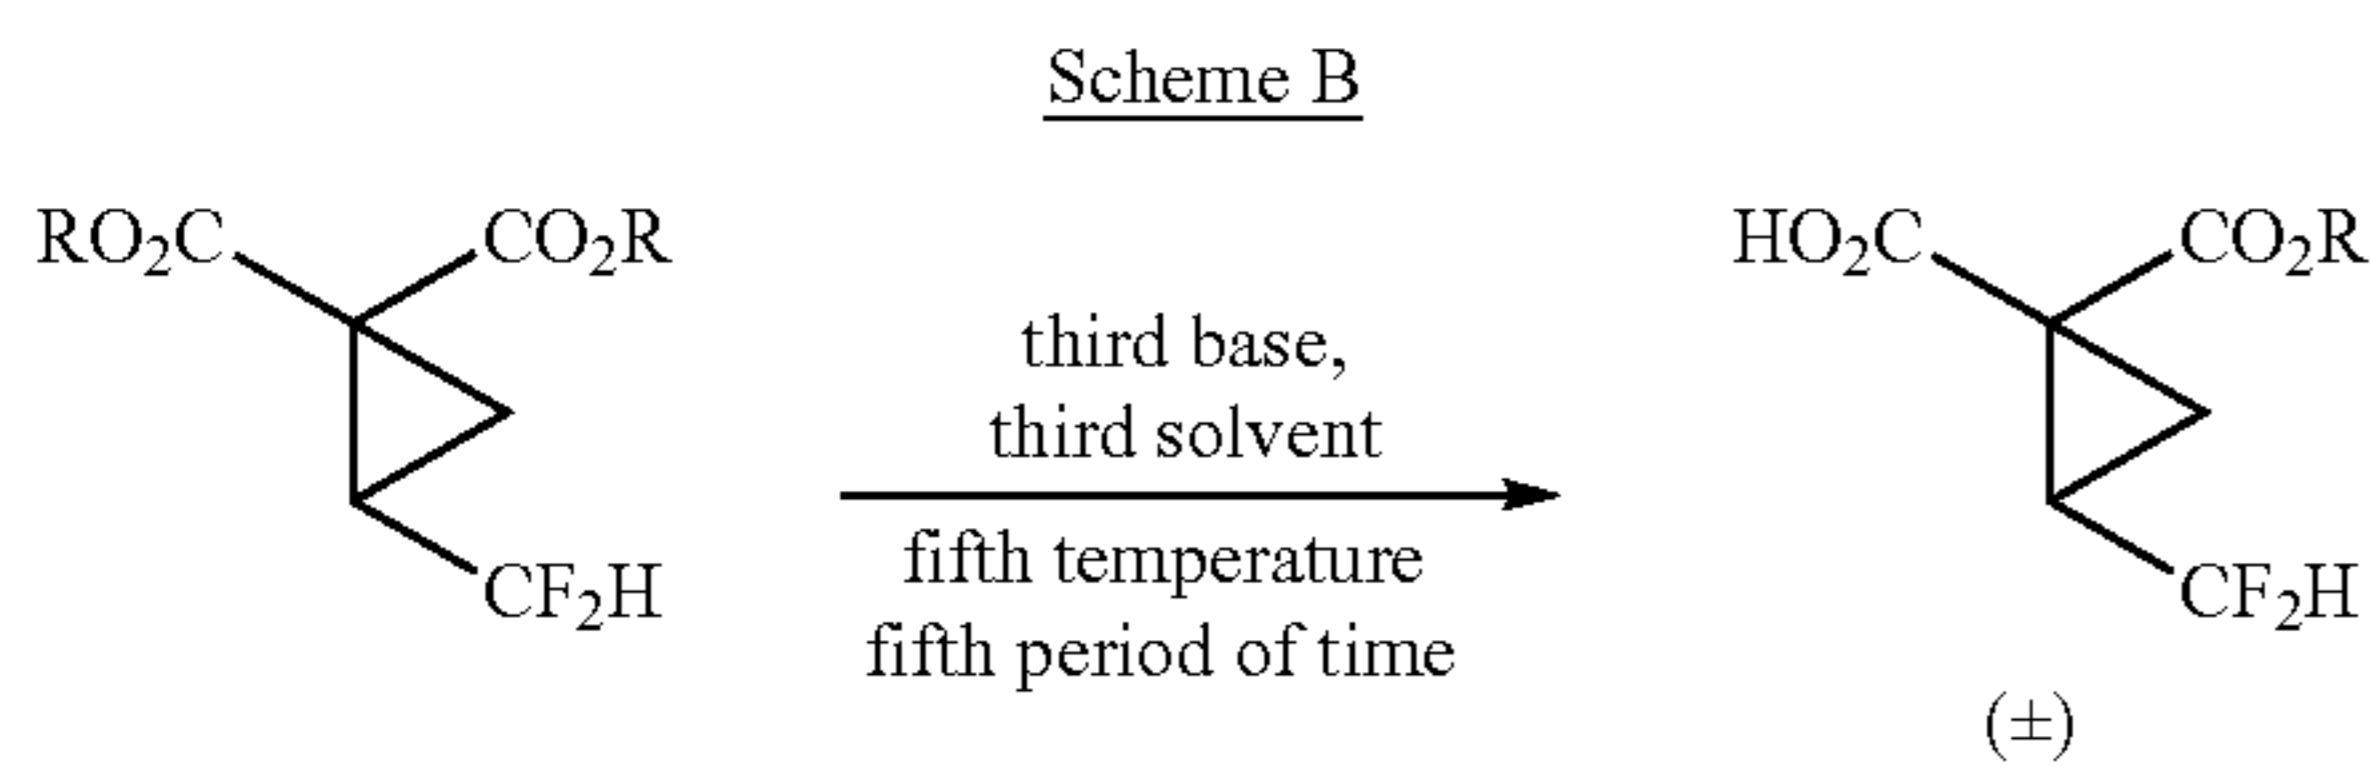 Scheme B
RO₂C CO₂R HO₂C CO₂R
third base,
third solvent
fifth temperature
CF₂H CF₂H
fifth period of time
(±)